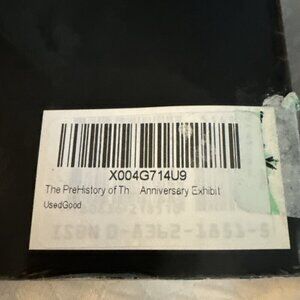 X004G714U9
The PreHistory of Th... Anniversary Exhibit
UsedGood